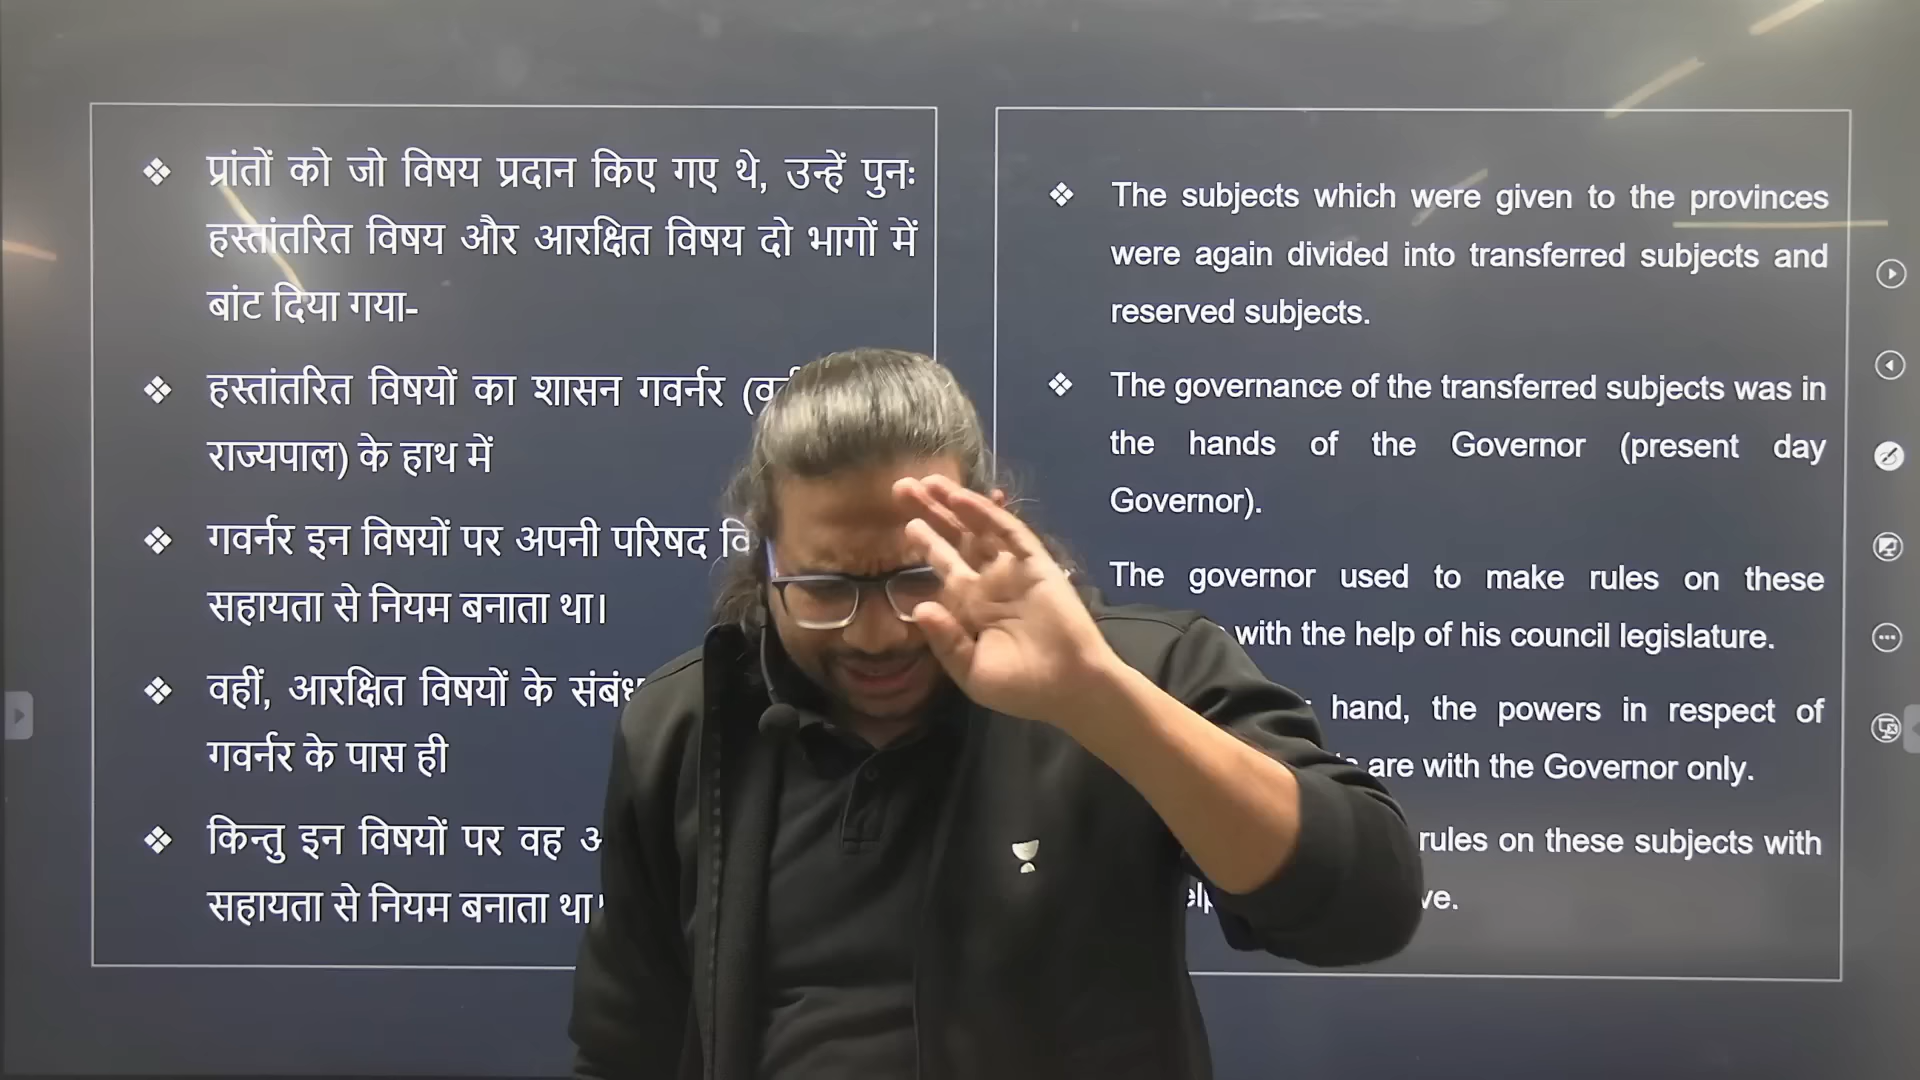 प्रांतों को जो विषय प्रदान किए गए थे, उन्हें पुनः
हस्तांतरित विषय और आरक्षित विषय दो भागों में
बांट दिया गया-
हस्तांतरित विषयों का शासन गवर्नर
राज्यपाल) के हाथ में
गवर्नर इन विषयों पर अपनी परिषद
सहायता से नियम बनाता था।
वहीं, आरक्षित विषयों के
गवर्नर के पास ही
किन्तु इन विषयों पर वह
सहायता से नियम बनाता था
The subjects which were given to the provinces
were again divided into transferred subjects and
reserved subjects.
The governance of the transferred subjects was in
the hands of the Governor (present day
Governor).
The governor used to make rules on these
with the help of his council legislature.
hand, the powers in respect of
are with the Governor only.
rules on these subjects with